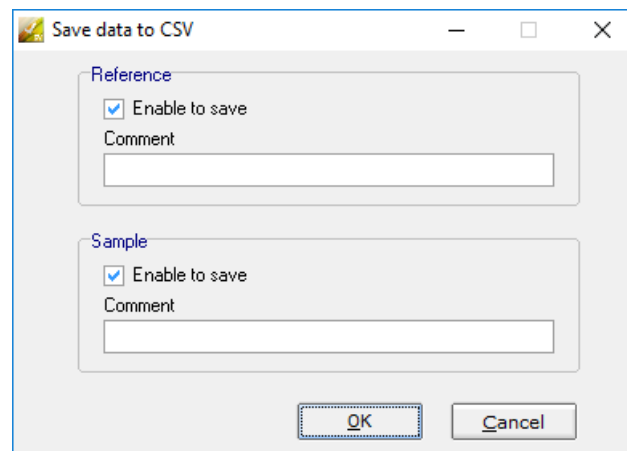 Save data to CSV
Reference
Enable to save
Comment
Sample
Enable to save
Comment
OK Cancel